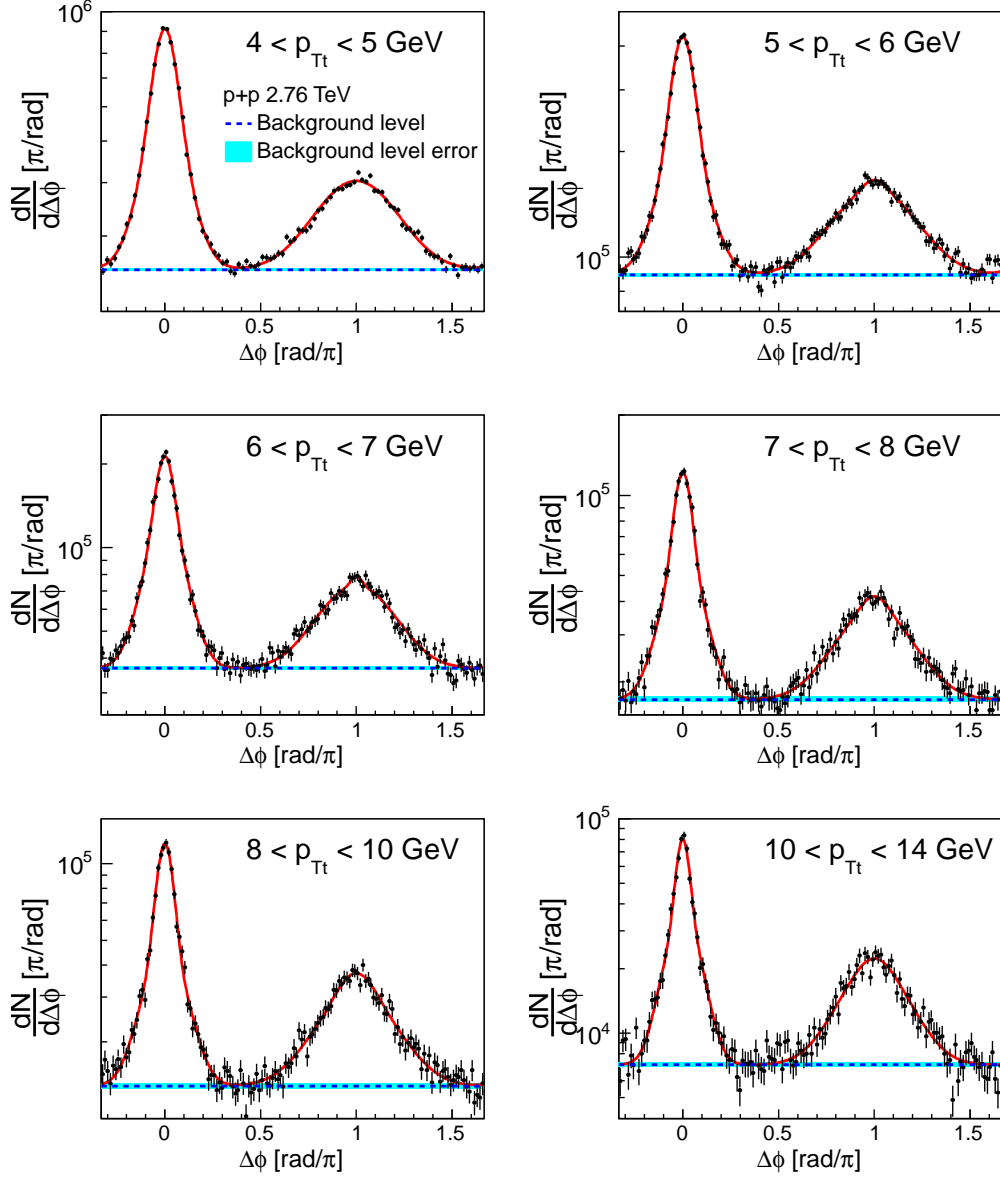 10^6
4 < p_Tt < 5 GeV
p+p 2.76 TeV
Background level
Background level error
dN/dΔϕ [π/rad]
0 0.5 1 1.5
Δϕ [rad/π]
5 < p_Tt < 6 GeV
10^5
dN/dΔϕ [π/rad]
0 0.5 1 1.5
Δϕ [rad/π]
6 < p_Tt < 7 GeV
10^5
dN/dΔϕ [π/rad]
0 0.5 1 1.5
Δϕ [rad/π]
7 < p_Tt < 8 GeV
10^5
dN/dΔϕ [π/rad]
0 0.5 1 1.5
Δϕ [rad/π]
8 < p_Tt < 10 GeV
10^5
dN/dΔϕ [π/rad]
0 0.5 1 1.5
Δϕ [rad/π]
10^5
10 < p_Tt < 14 GeV
dN/dΔϕ [π/rad]
10^4
0 0.5 1 1.5
Δϕ [rad/π]